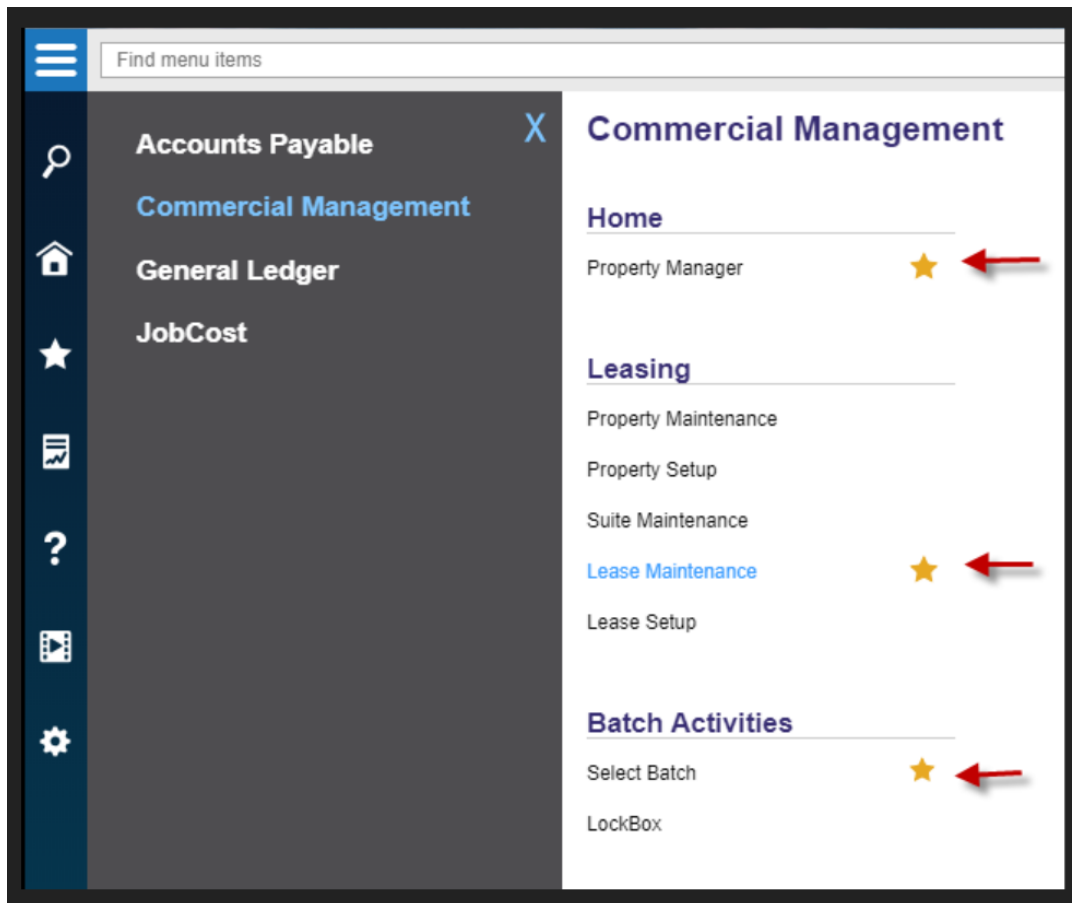 Find menu items
Accounts Payable
X
Commercial Management
General Ledger
JobCost
Commercial Management
Home
Property Manager
Leasing
Property Maintenance
Property Setup
Suite Maintenance
Lease Maintenance
Lease Setup
Batch Activities
Select Batch
LockBox